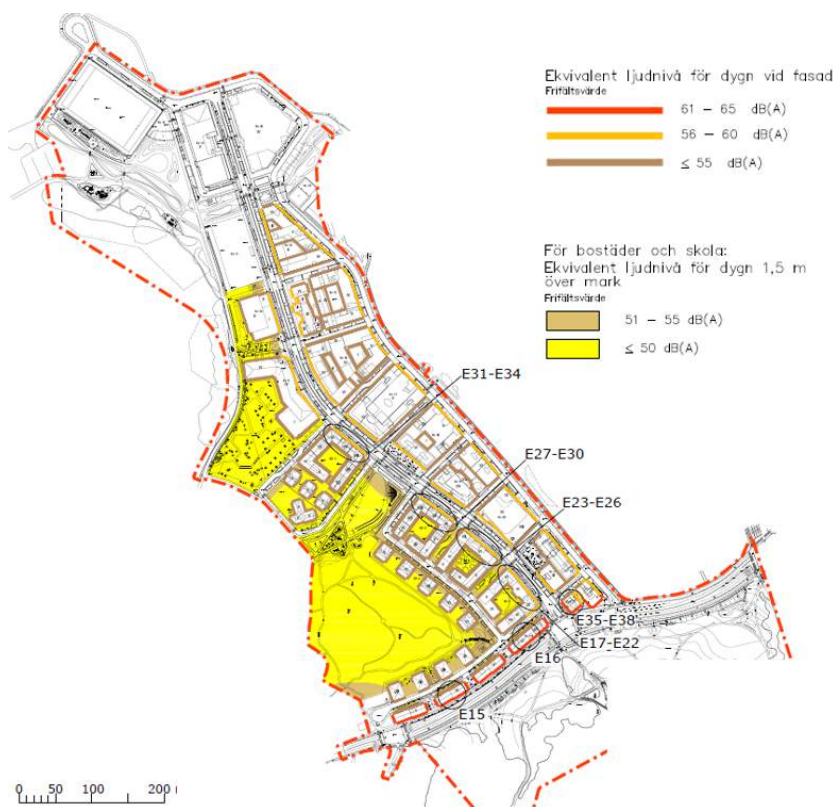 Ekvivalent ljudnivå för dygn vid fasad
Frifältsvärde
61 – 65 dB(A)
56 – 60 dB(A)
≤ 55 dB(A)
För bostäder och skola:
Ekvivalent ljudnivå för dygn 1,5 m
över mark
Frifältsvärde
51 – 55 dB(A)
≤ 50 dB(A)
E31-E34
E27-E30
E23-E26
E35-E38
E17-E22
E16
E15
0 50 100 200